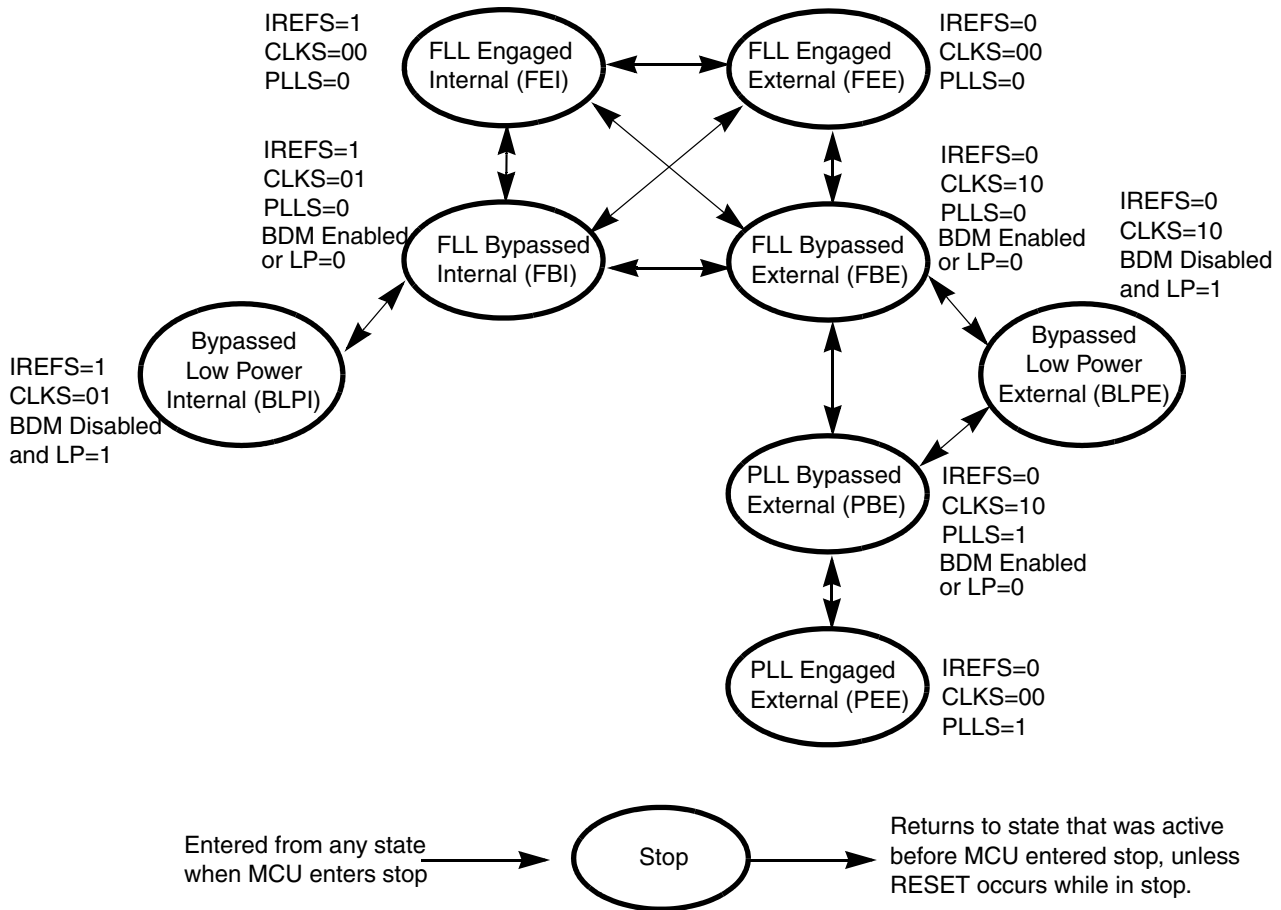 IREFS=1
CLKS=00
PLLS=0
FLL Engaged
Internal (FEI)
FLL Engaged
External (FEE)
IREFS=0
CLKS=00
PLLS=0
IREFS=1
CLKS=01
PLLS=0
BDM Enabled
or LP=0
FLL Bypassed
Internal (FBI)
FLL Bypassed
External (FBE)
IREFS=0
CLKS=10
PLLS=0
BDM Enabled
or LP=0
IREFS=0
CLKS=10
BDM Disabled
and LP=1
IREFS=1
CLKS=01
BDM Disabled
and LP=1
Bypassed
Low Power
Internal (BLPI)
Bypassed
Low Power
External (BLPE)
PLL Bypassed
External (PBE)
IREFS=0
CLKS=10
PLLS=1
BDM Enabled
or LP=0
PLL Engaged
External (PEE)
IREFS=0
CLKS=00
PLLS=1
Entered from any state
when MCU enters stop
Stop
Returns to state that was active
before MCU entered stop, unless
RESET occurs while in stop.